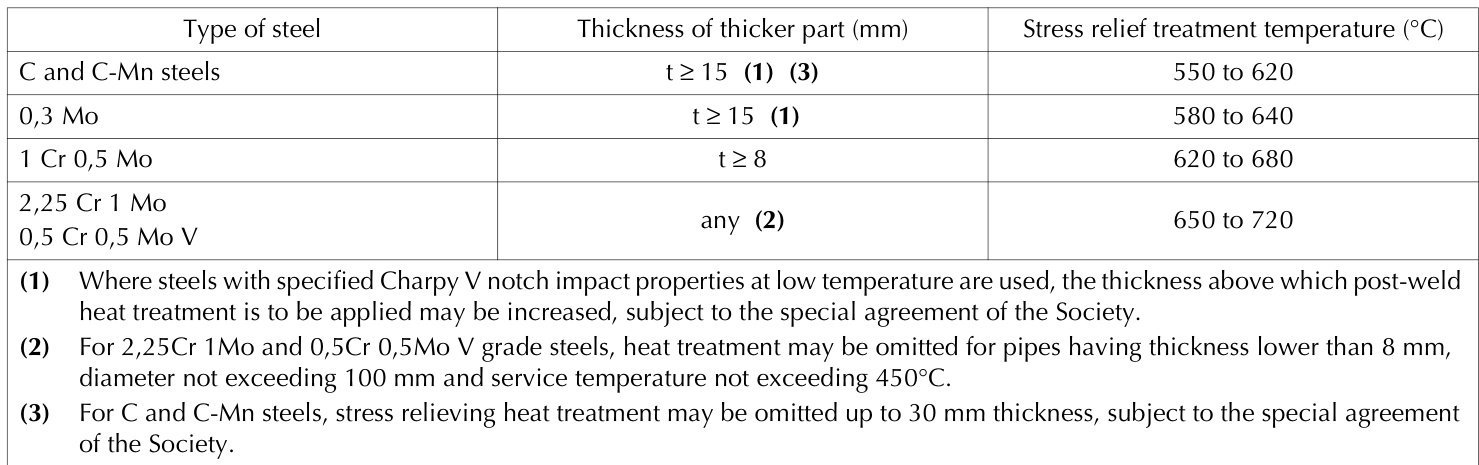 Type of steel Thickness of thicker part (mm) Stress relief treatment temperature (°C)
C and C-Mn steels t ≥ 15 (1) (3) 550 to 620
0,3 Mo t ≥ 15 (1) 580 to 640
1 Cr 0,5 Mo t ≥ 8 620 to 680
2,25 Cr 1 Mo
0,5 Cr 0,5 Mo V any (2) 650 to 720
(1) Where steels with specified Charpy V notch impact properties at low temperature are used, the thickness above which post-weld
heat treatment is to be applied may be increased, subject to the special agreement of the Society.
(2) For 2,25Cr 1Mo and 0,5Cr 0,5Mo V grade steels, heat treatment may be omitted for pipes having thickness lower than 8 mm,
diameter not exceeding 100 mm and service temperature not exceeding 450°C.
(3) For C and C-Mn steels, stress relieving heat treatment may be omitted up to 30 mm thickness, subject to the special agreement
of the Society.